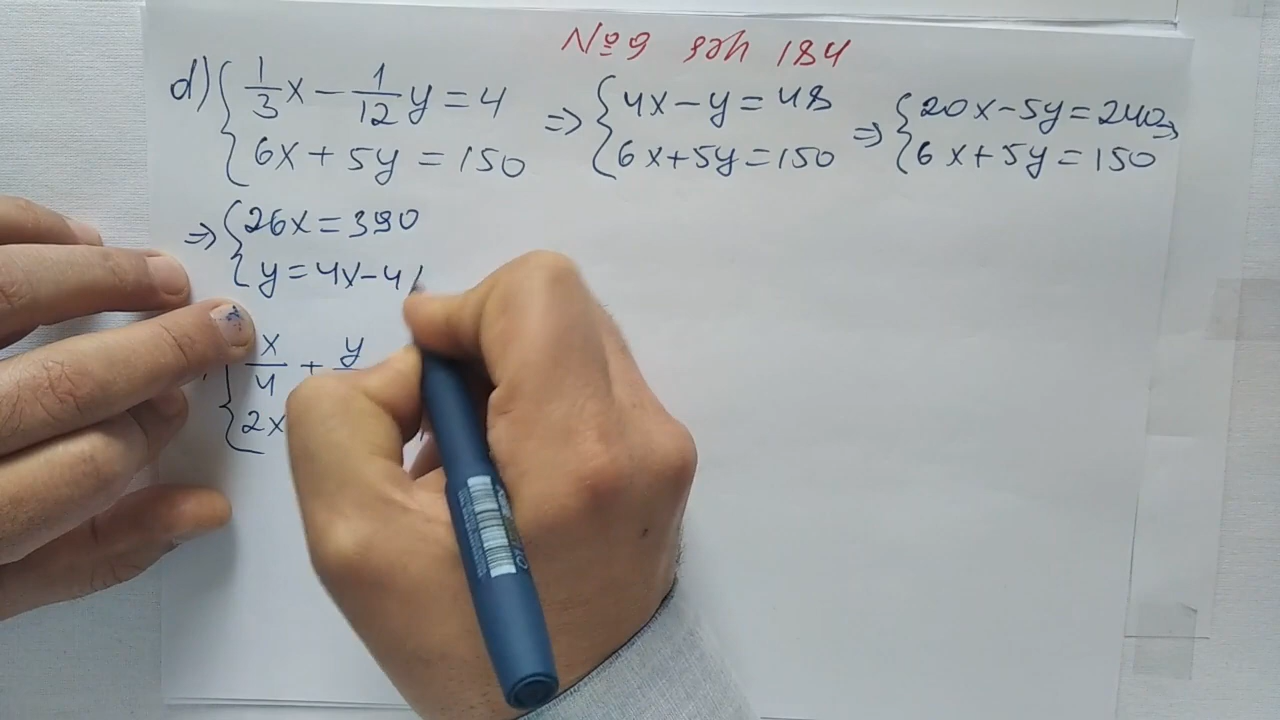 №9 səh 184
d) { 1/3 x − 1/12 y = 4 => { 4x − y = 48 => { 20x − 5y = 240 =>
{ 6x + 5y = 150 { 6x + 5y = 150 { 6x + 5y = 150
=> { 26x = 390
{ y = 4x − 4
{ x/4 + y
{ 2x